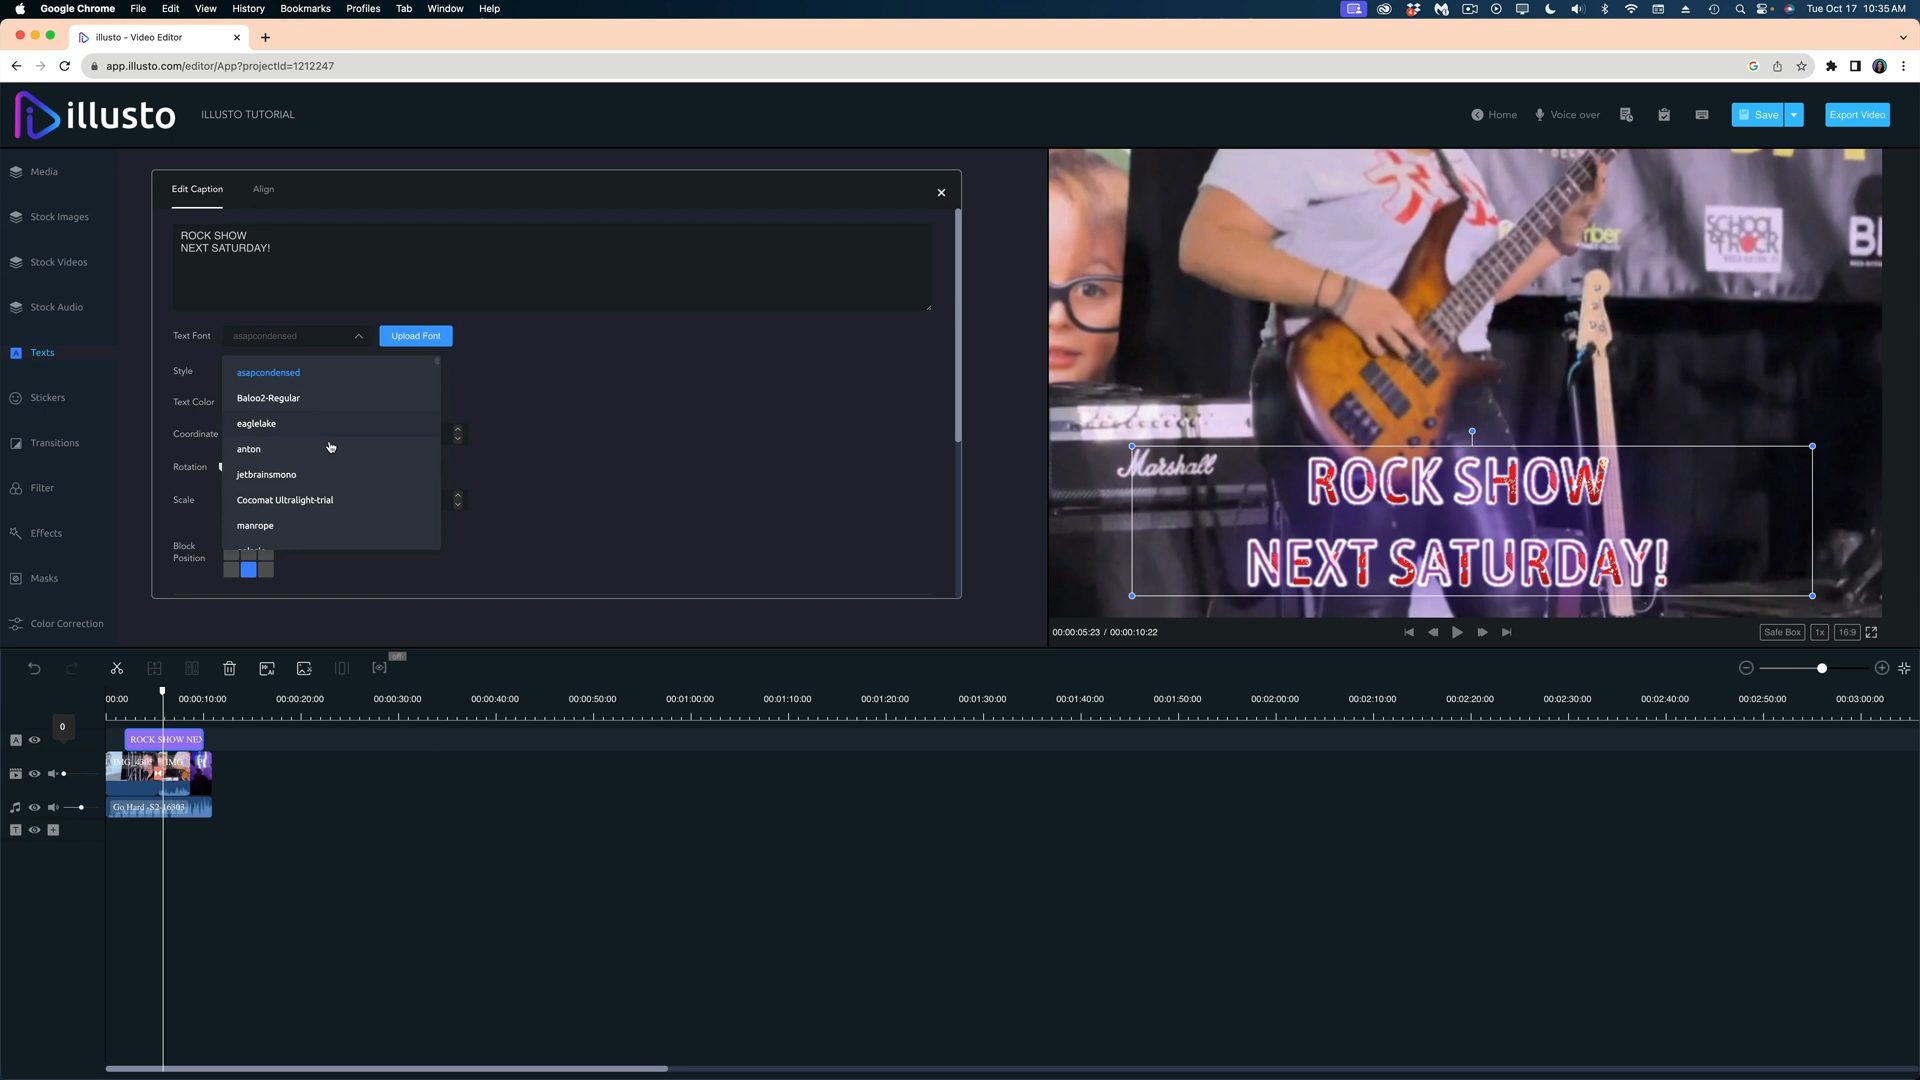 Google Chrome File Edit View History Bookmarks Profiles Tab Window Help
Tue Oct 17 10:35 AM
illusto - Video Editor
app.illusto.com/editor/App?projectId=1212247
illusto
ILLUSTO TUTORIAL
Home
Voice over
Save
Export Video
Media
Stock Images
Stock Videos
Stock Audio
Texts
Stickers
Transitions
Filter
Effects
Masks
Color Correction
Edit Caption
Align
ROCK SHOW
NEXT SATURDAY!
Text Font
asapcondensed
Upload Font
Style
Text Color
Coordinate
Rotation
Scale
Block
Position
asapcondensed
Baloo2-Regular
eaglelake
anton
jetbrainsmono
Cocomat Ultralight-trial
manrope
SCHOOL
OF ROCK
B
Marshall
ROCK SHOW
NEXT SATURDAY!
00:00:05:23 / 00:00:10:22
Safe Box
1x
16:9
off
00:00
00:00:10:00
00:00:20:00
00:00:30:00
00:00:40:00
00:00:50:00
00:01:00:00
00:01:10:00
00:01:20:00
00:01:30:00
00:01:40:00
00:01:50:00
00:02:00:00
00:02:10:00
00:02:20:00
00:02:30:00
00:02:40:00
00:02:50:00
00:03:00:00
0
ROCK SHOW NEX
IMG
Go Hard -S2-16303